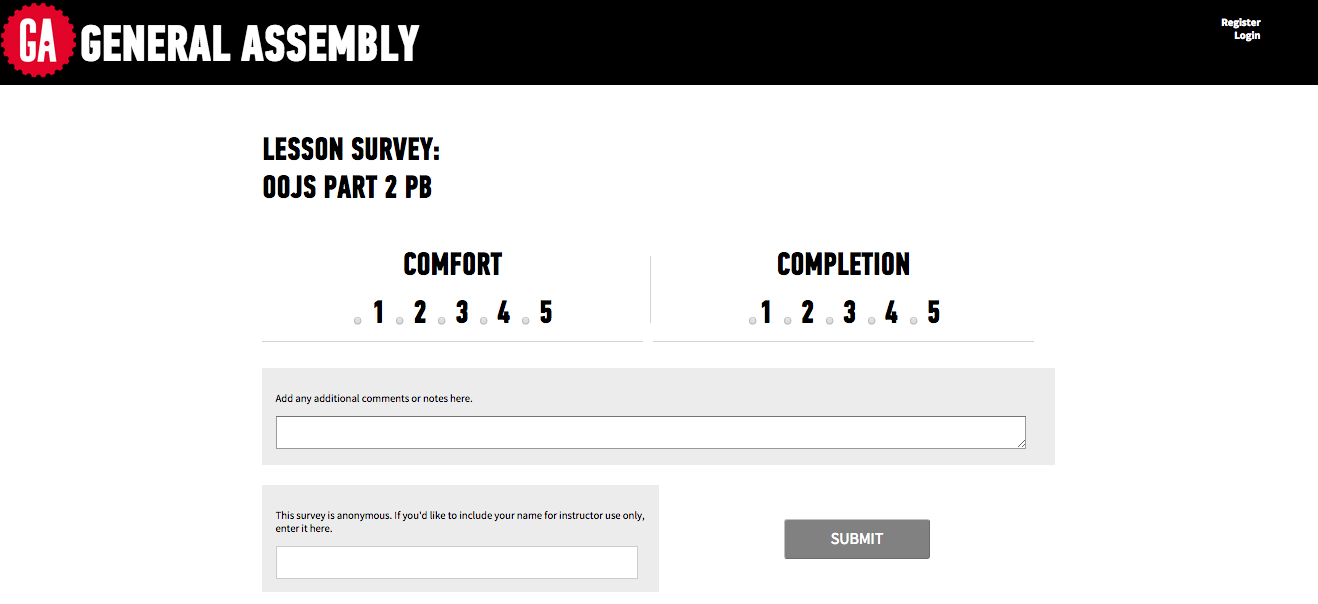 GA GENERAL ASSEMBLY
Register
Login
LESSON SURVEY:
OOJS PART 2 PB
COMFORT
1 2 3 4 5
COMPLETION
1 2 3 4 5
Add any additional comments or notes here.
This survey is anonymous. If you'd like to include your name for instructor use only,
enter it here.
SUBMIT